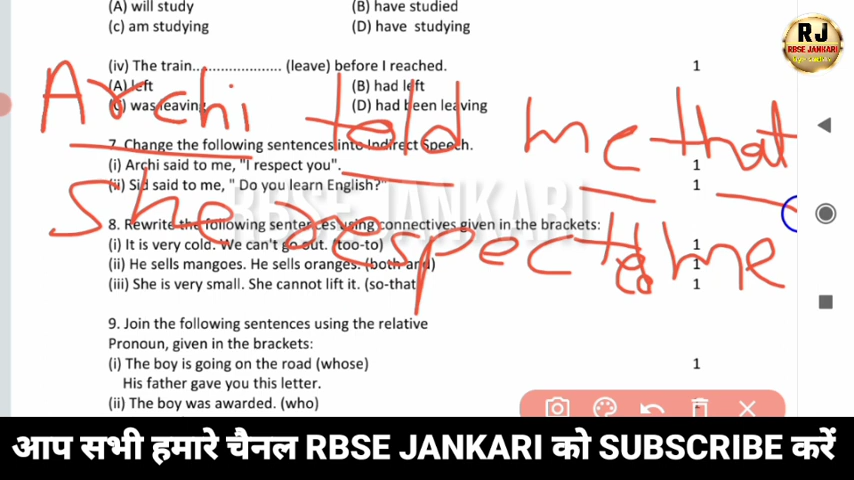 (A) will study (B) have studied
(c) am studying (D) have studying
RJ
RBSE JANKARI
(iv) The train.................... (leave) before I reached. 1
(A) left (B) had left
(C) was leaving (D) had been leaving
Archi told me that
7. Change the following sentences into Indirect Speech.
(i) Archi said to me, "I respect you". 1
(ii) Sid said to me, " Do you learn English?" 1
RBSE JANKARI
She respected me
8. Rewrite the following sentences using connectives given in the brackets:
(i) It is very cold. We can't go out. (too-to) 1
(ii) He sells mangoes. He sells oranges. (both-and) 1
(iii) She is very small. She cannot lift it. (so-that) 1
9. Join the following sentences using the relative
Pronoun, given in the brackets:
(i) The boy is going on the road (whose) 1
His father gave you this letter.
(ii) The boy was awarded. (who)
आप सभी हमारे चैनल RBSE JANKARI को SUBSCRIBE करें